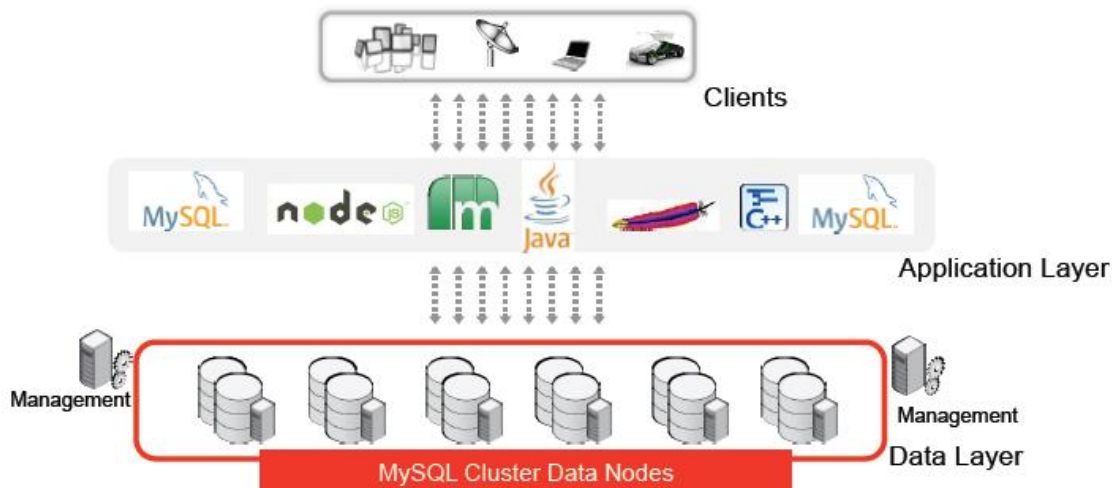 Clients
MySQL
node
JS
m
Java
C++
MySQL
Application Layer
Management
Management
Data Layer
MySQL Cluster Data Nodes